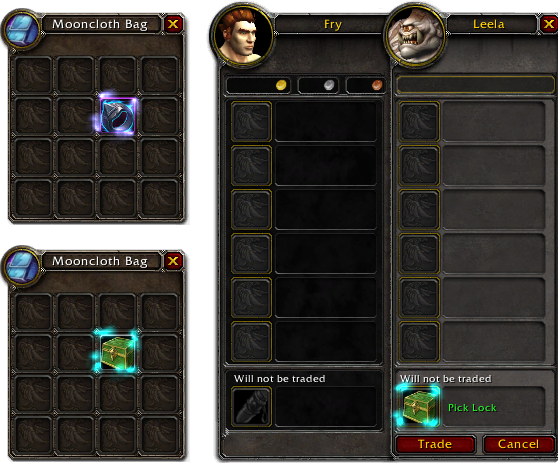 Mooncloth Bag
Fry
Leela
Mooncloth Bag
Will not be traded
Will not be traded
Pick Lock
Trade
Cancel